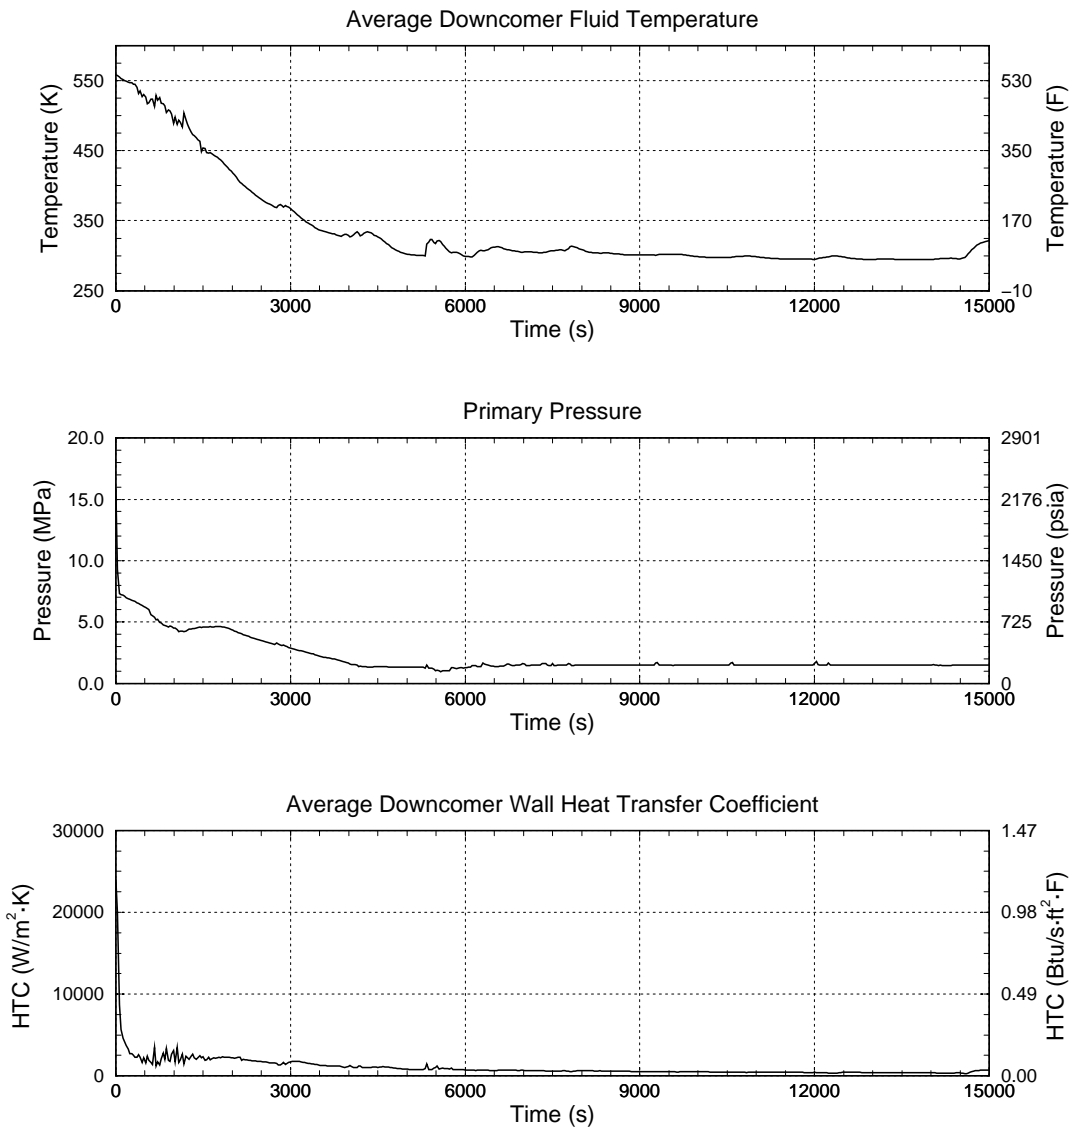 Average Downcomer Fluid Temperature
Temperature (K)
550
450
350
250
530
350
170
−10
Temperature (F)
0 3000 6000 9000 12000 15000
Time (s)
Primary Pressure
Pressure (MPa)
20.0
15.0
10.0
5.0
0.0
2901
2176
1450
725
0
Pressure (psia)
0 3000 6000 9000 12000 15000
Time (s)
Average Downcomer Wall Heat Transfer Coefficient
HTC (W/m²·K)
30000
20000
10000
0
1.47
0.98
0.49
0.00
HTC (Btu/s·ft²·F)
0 3000 6000 9000 12000 15000
Time (s)